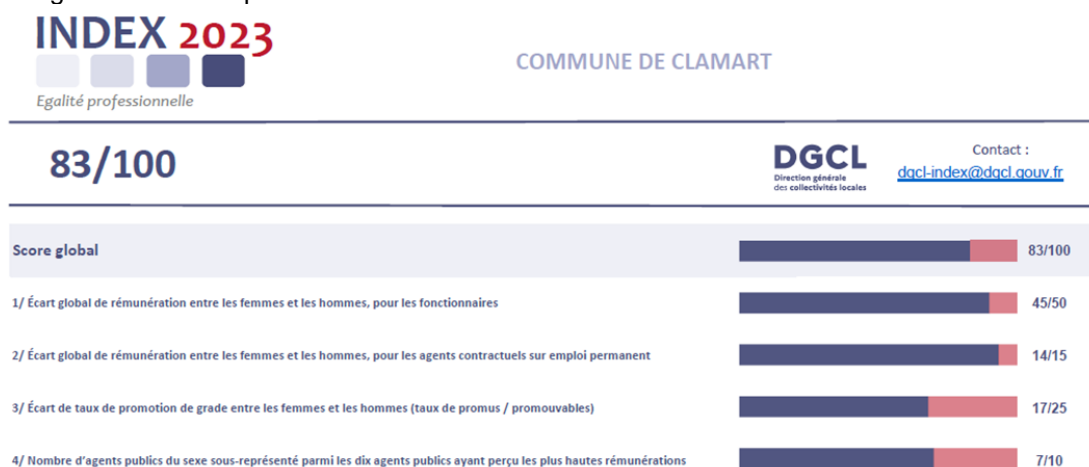 INDEX 2023
Egalité professionnelle
COMMUNE DE CLAMART
83/100
DGCL
Direction générale
des collectivités locales
Contact :
dgcl-index@dgcl.gouv.fr
Score global 83/100
1/ Écart global de rémunération entre les femmes et les hommes, pour les fonctionnaires 45/50
2/ Écart global de rémunération entre les femmes et les hommes, pour les agents contractuels sur emploi permanent 14/15
3/ Écart de taux de promotion de grade entre les femmes et les hommes (taux de promus / promouvables) 17/25
4/ Nombre d'agents publics du sexe sous-représenté parmi les dix agents publics ayant perçu les plus hautes rémunérations 7/10